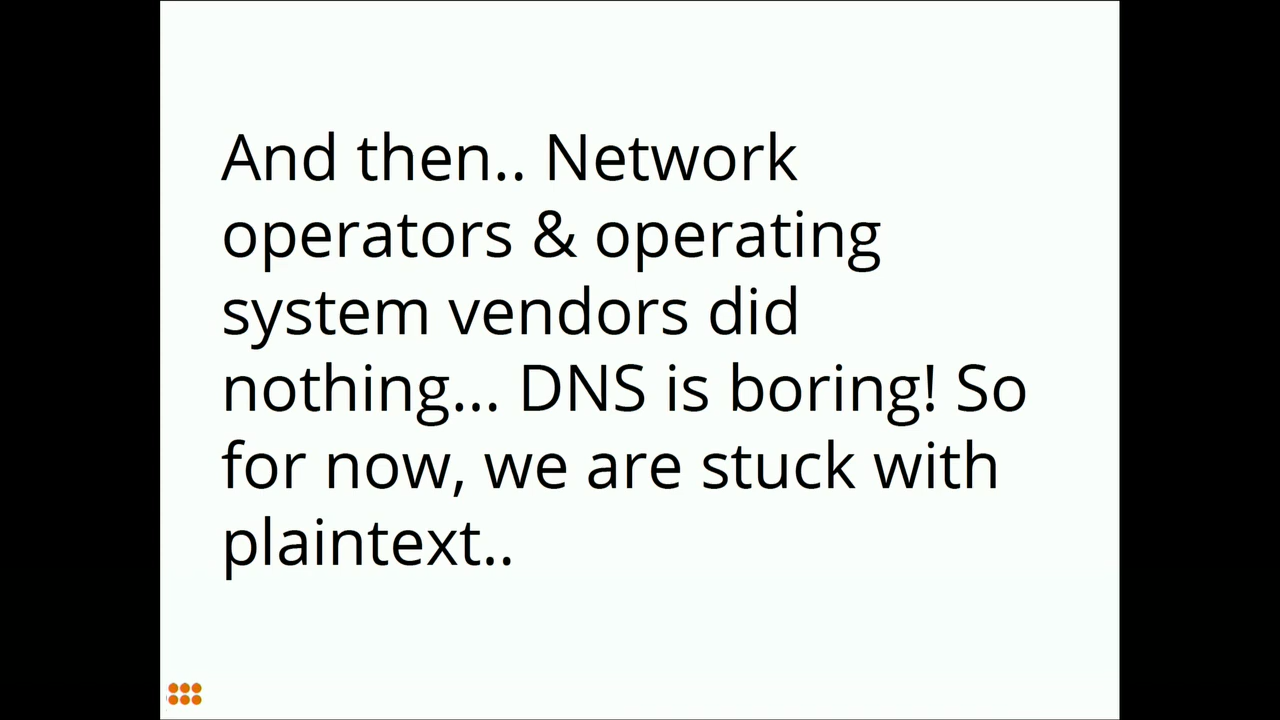 And then.. Network
operators & operating
system vendors did
nothing... DNS is boring! So
for now, we are stuck with
plaintext..